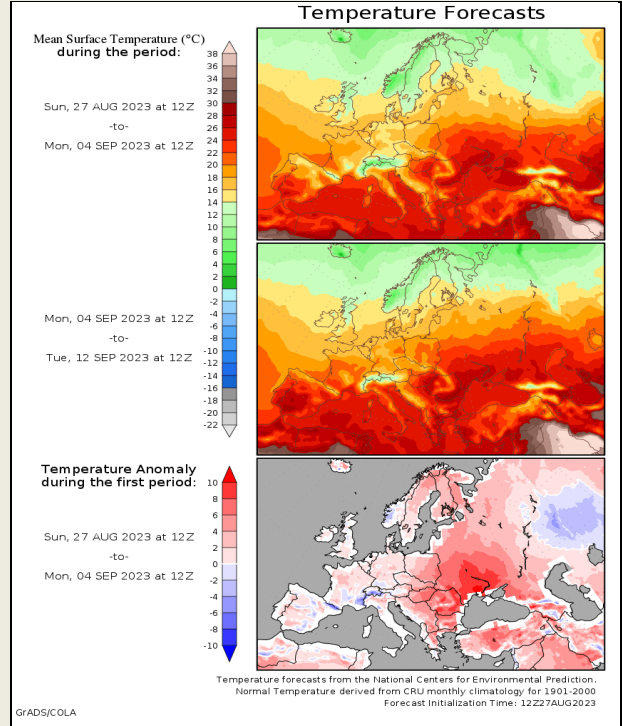 Temperature Forecasts
Mean Surface Temperature (°C)
during the period:
38
36
34
32
30
28
26
24
22
20
18
16
14
12
10
8
6
4
2
0
-2
-4
-6
-8
-10
-12
-14
-16
-18
-20
-22
Sun, 27 AUG 2023 at 12Z
-to-
Mon, 04 SEP 2023 at 12Z
Mon, 04 SEP 2023 at 12Z
-to-
Tue, 12 SEP 2023 at 12Z
Temperature Anomaly
during the first period:
10
8
6
4
2
0
-2
-4
-6
-8
-10
Sun, 27 AUG 2023 at 12Z
-to-
Mon, 04 SEP 2023 at 12Z
Temperature forecasts from the National Centers for Environmental Prediction.
Normal Temperature derived from CRU monthly climatology for 1901-2000
Forecast Initialization Time: 12Z27AUG2023
GrADS/COLA